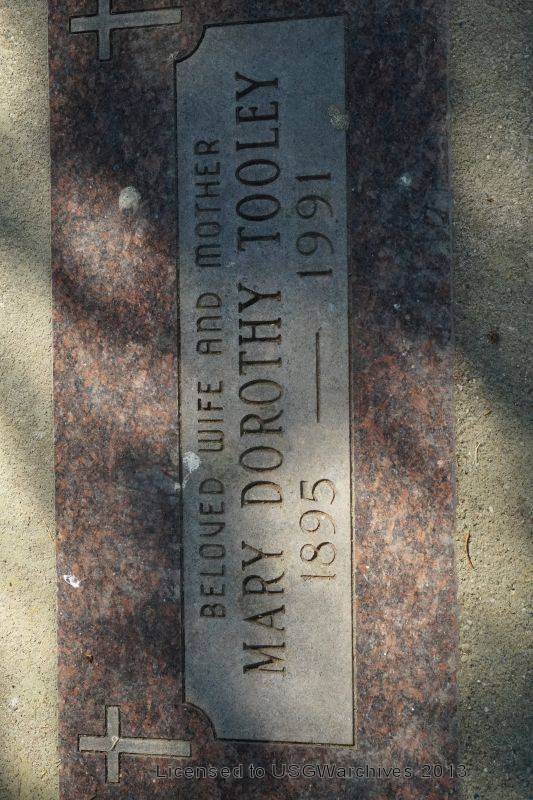 BELOVED WIFE AND MOTHER
MARY DOROTHY TOOLEY
1895 — 1991
Licensed to USGWarchives 2013